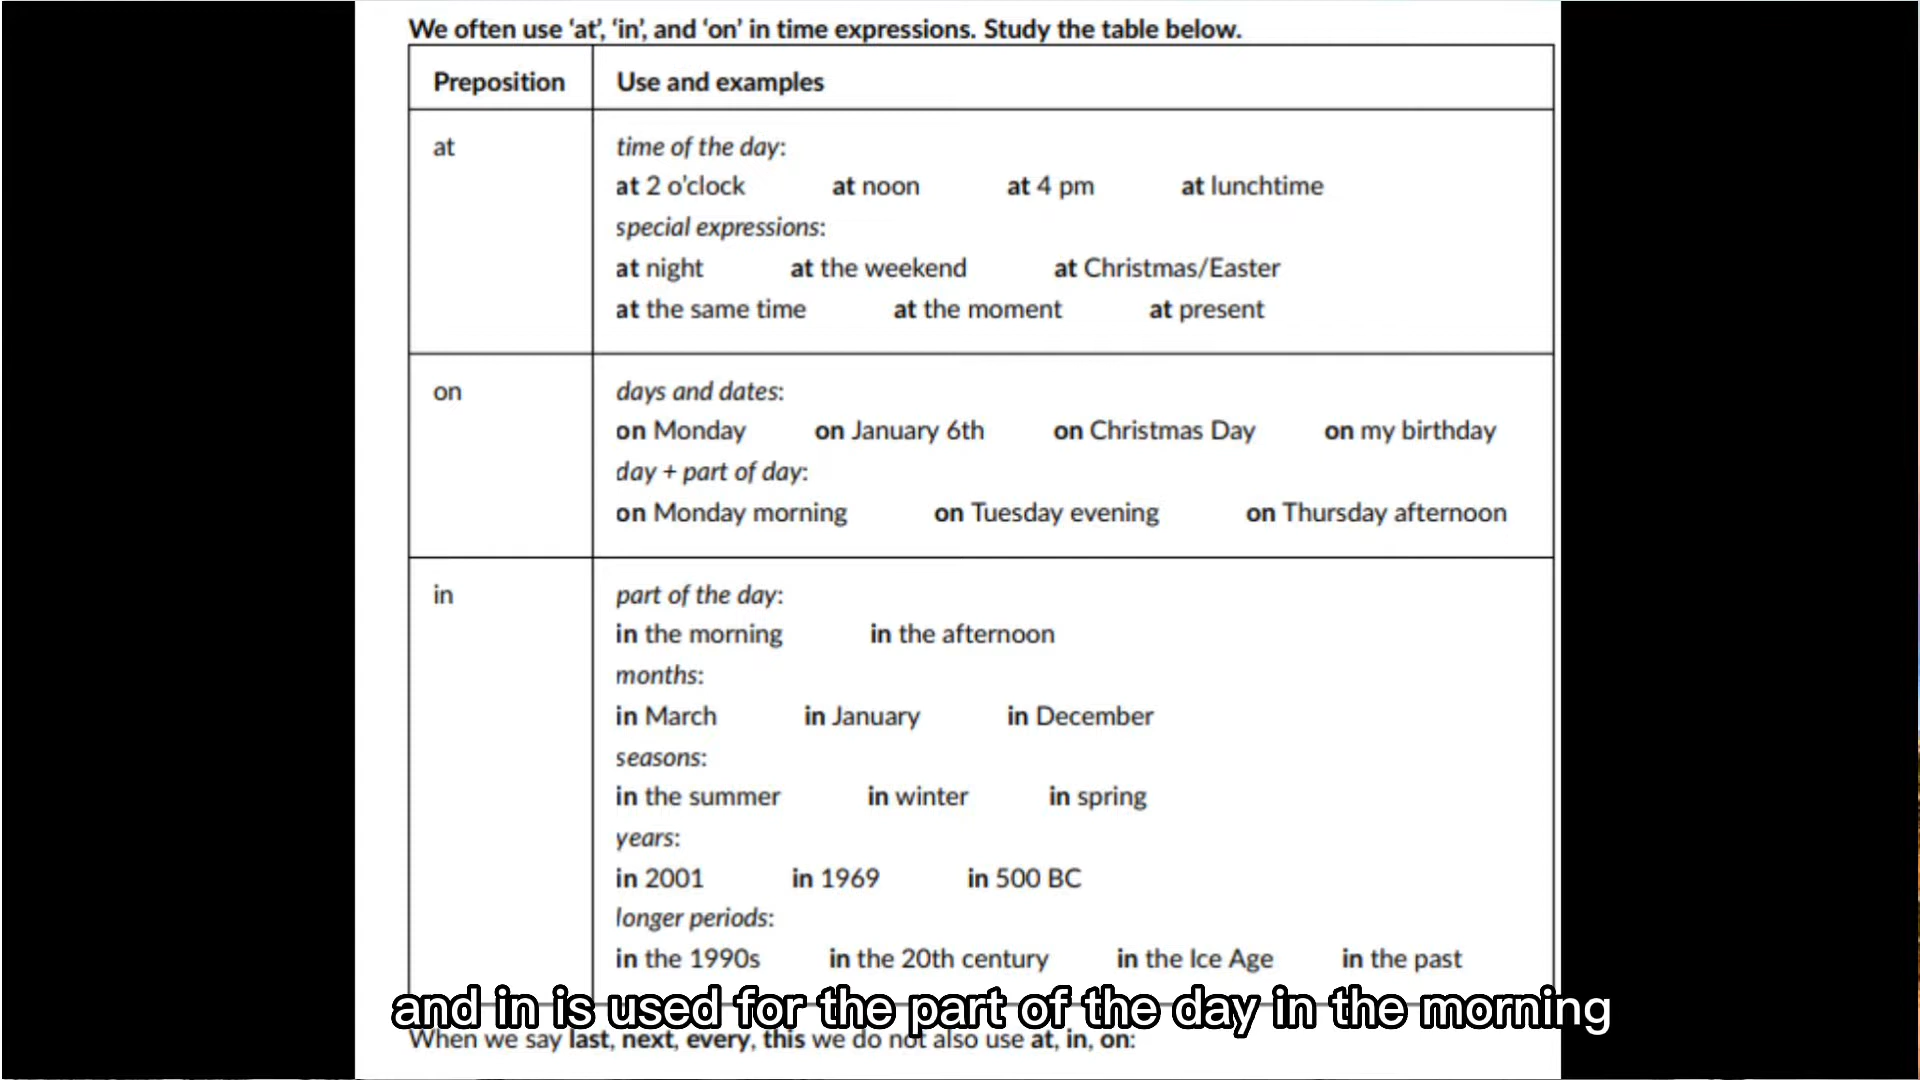 We often use ‘at’, ‘in’, and ‘on’ in time expressions. Study the table below.
Preposition Use and examples
at time of the day:
at 2 o’clock at noon at 4 pm at lunchtime
special expressions:
at night at the weekend at Christmas/Easter
at the same time at the moment at present
on days and dates:
on Monday on January 6th on Christmas Day on my birthday
day + part of day:
on Monday morning on Tuesday evening on Thursday afternoon
in part of the day:
in the morning in the afternoon
months:
in March in January in December
seasons:
in the summer in winter in spring
years:
in 2001 in 1969 in 500 BC
longer periods:
in the 1990s in the 20th century in the Ice Age in the past
and in is used for the part of the day in the morning
When we say last, next, every, this we do not also use at, in, on: